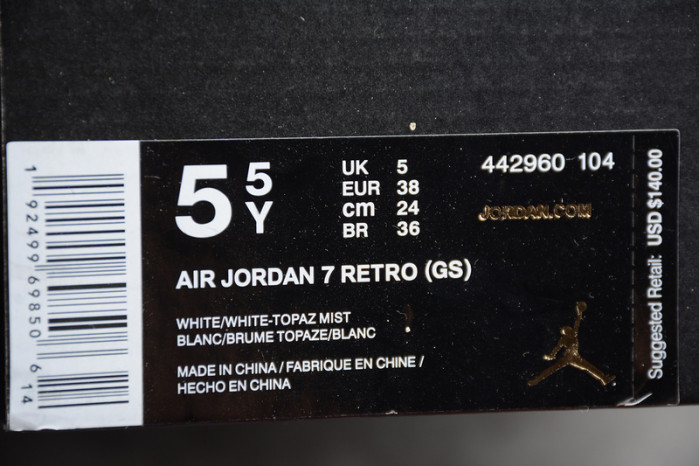 1 92499 69850 6 14
5 5 Y
UK 5
EUR 38
cm 24
BR 36
442960 104
JORDAN.COM
AIR JORDAN 7 RETRO (GS)
WHITE/WHITE-TOPAZ MIST
BLANC/BRUME TOPAZE/BLANC
MADE IN CHINA / FABRIQUE EN CHINE /
HECHO EN CHINA
Suggested Retail: USD $140.00